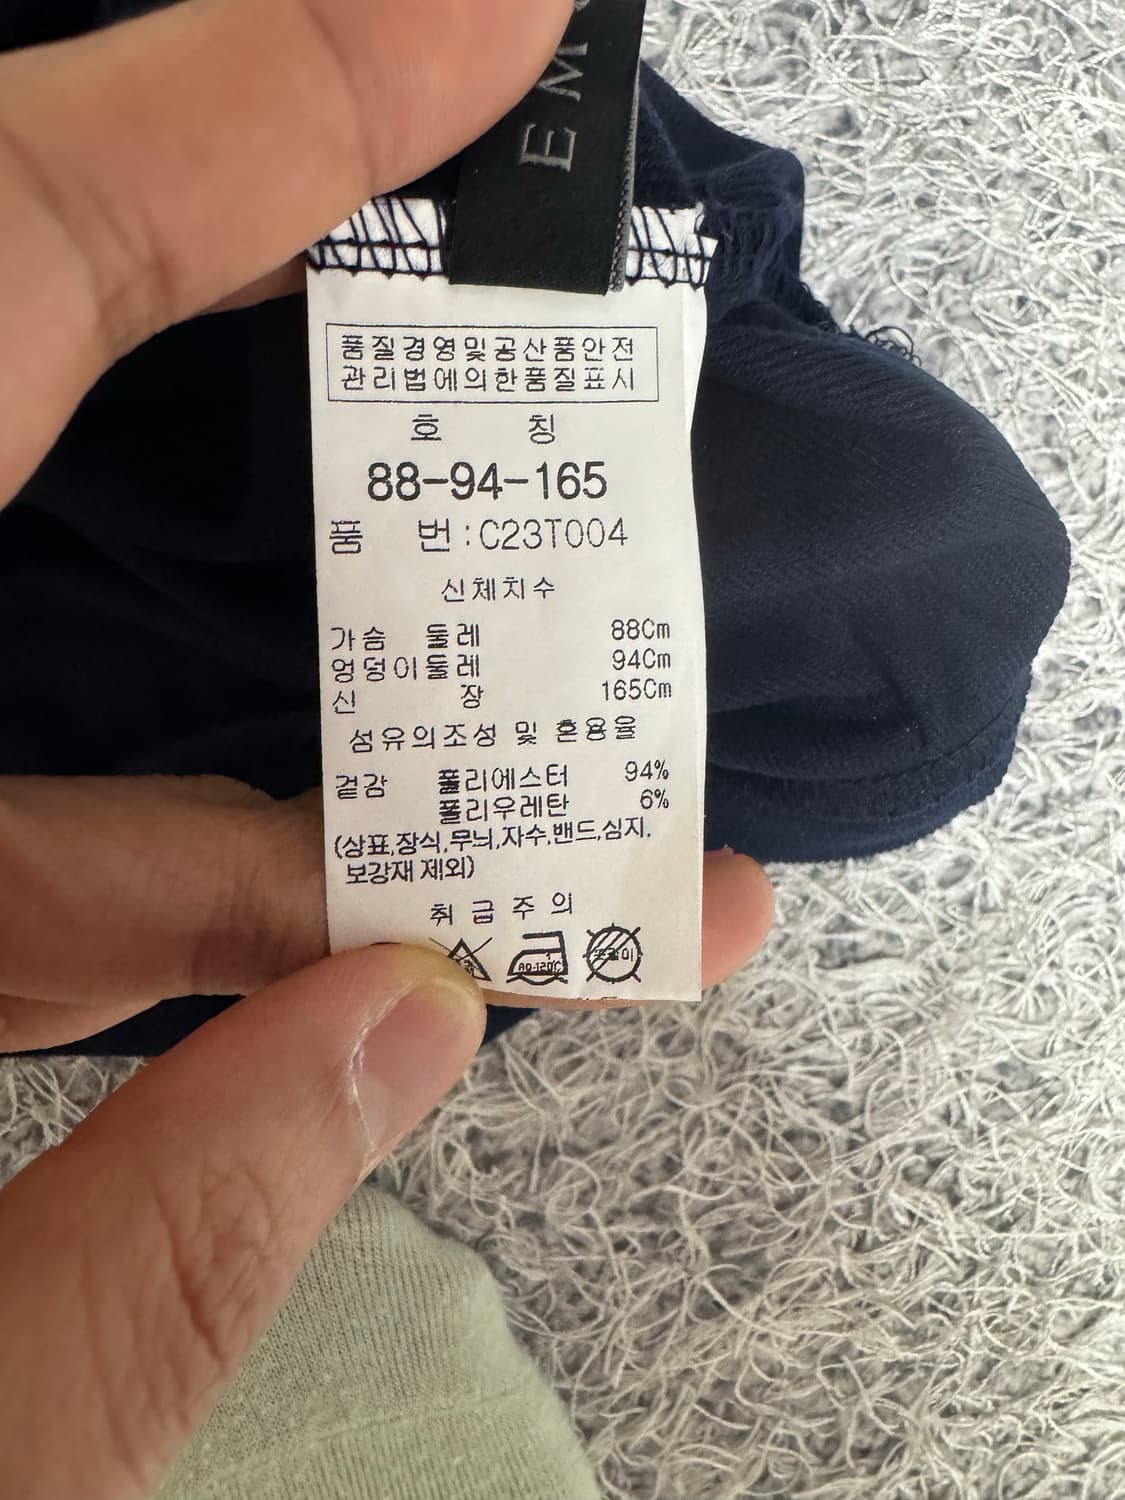 EM
품질경영및공산품안전
관리법에의한품질표시
호 칭
88-94-165
품 번:C23T004
신체치수
가슴 둘레 88Cm
엉덩이둘레 94Cm
신 장 165Cm
섬유의조성 및 혼용율
겉감 폴리에스터 94%
폴리우레탄 6%
(상표,장식,무늬,자수,밴드,심지,
보강재 제외)
취급주의
80-120℃